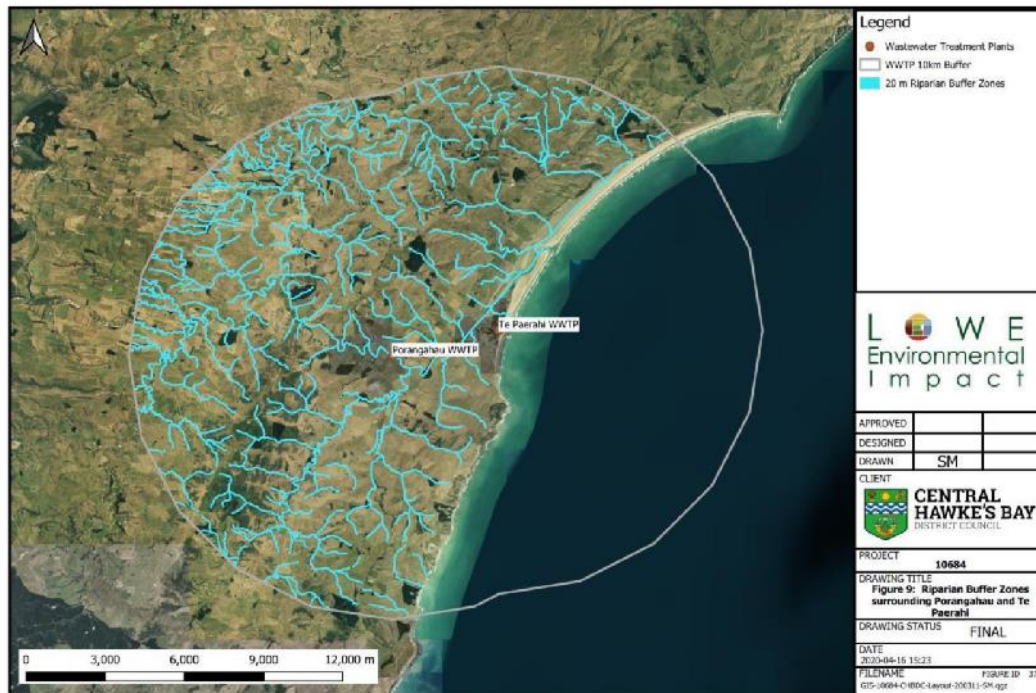 Legend
Wastewater Treatment Plants
WWTP 10km Buffer
20 m Riparian Buffer Zones
Te Paerahi WWTP
Porangahau WWTP
0 3,000 6,000 9,000 12,000 m
LOWE
Environmental
Impact
APPROVED
DESIGNED
DRAWN SM
CLIENT
CENTRAL
HAWKE'S BAY
DISTRICT COUNCIL
PROJECT
10684
DRAWING TITLE
Figure 9: Riparian Buffer Zones
surrounding Porangahau and Te
Paerahi
DRAWING STATUS FINAL
DATE
2020-04-16 15:23
FILENAME FIGURE ID